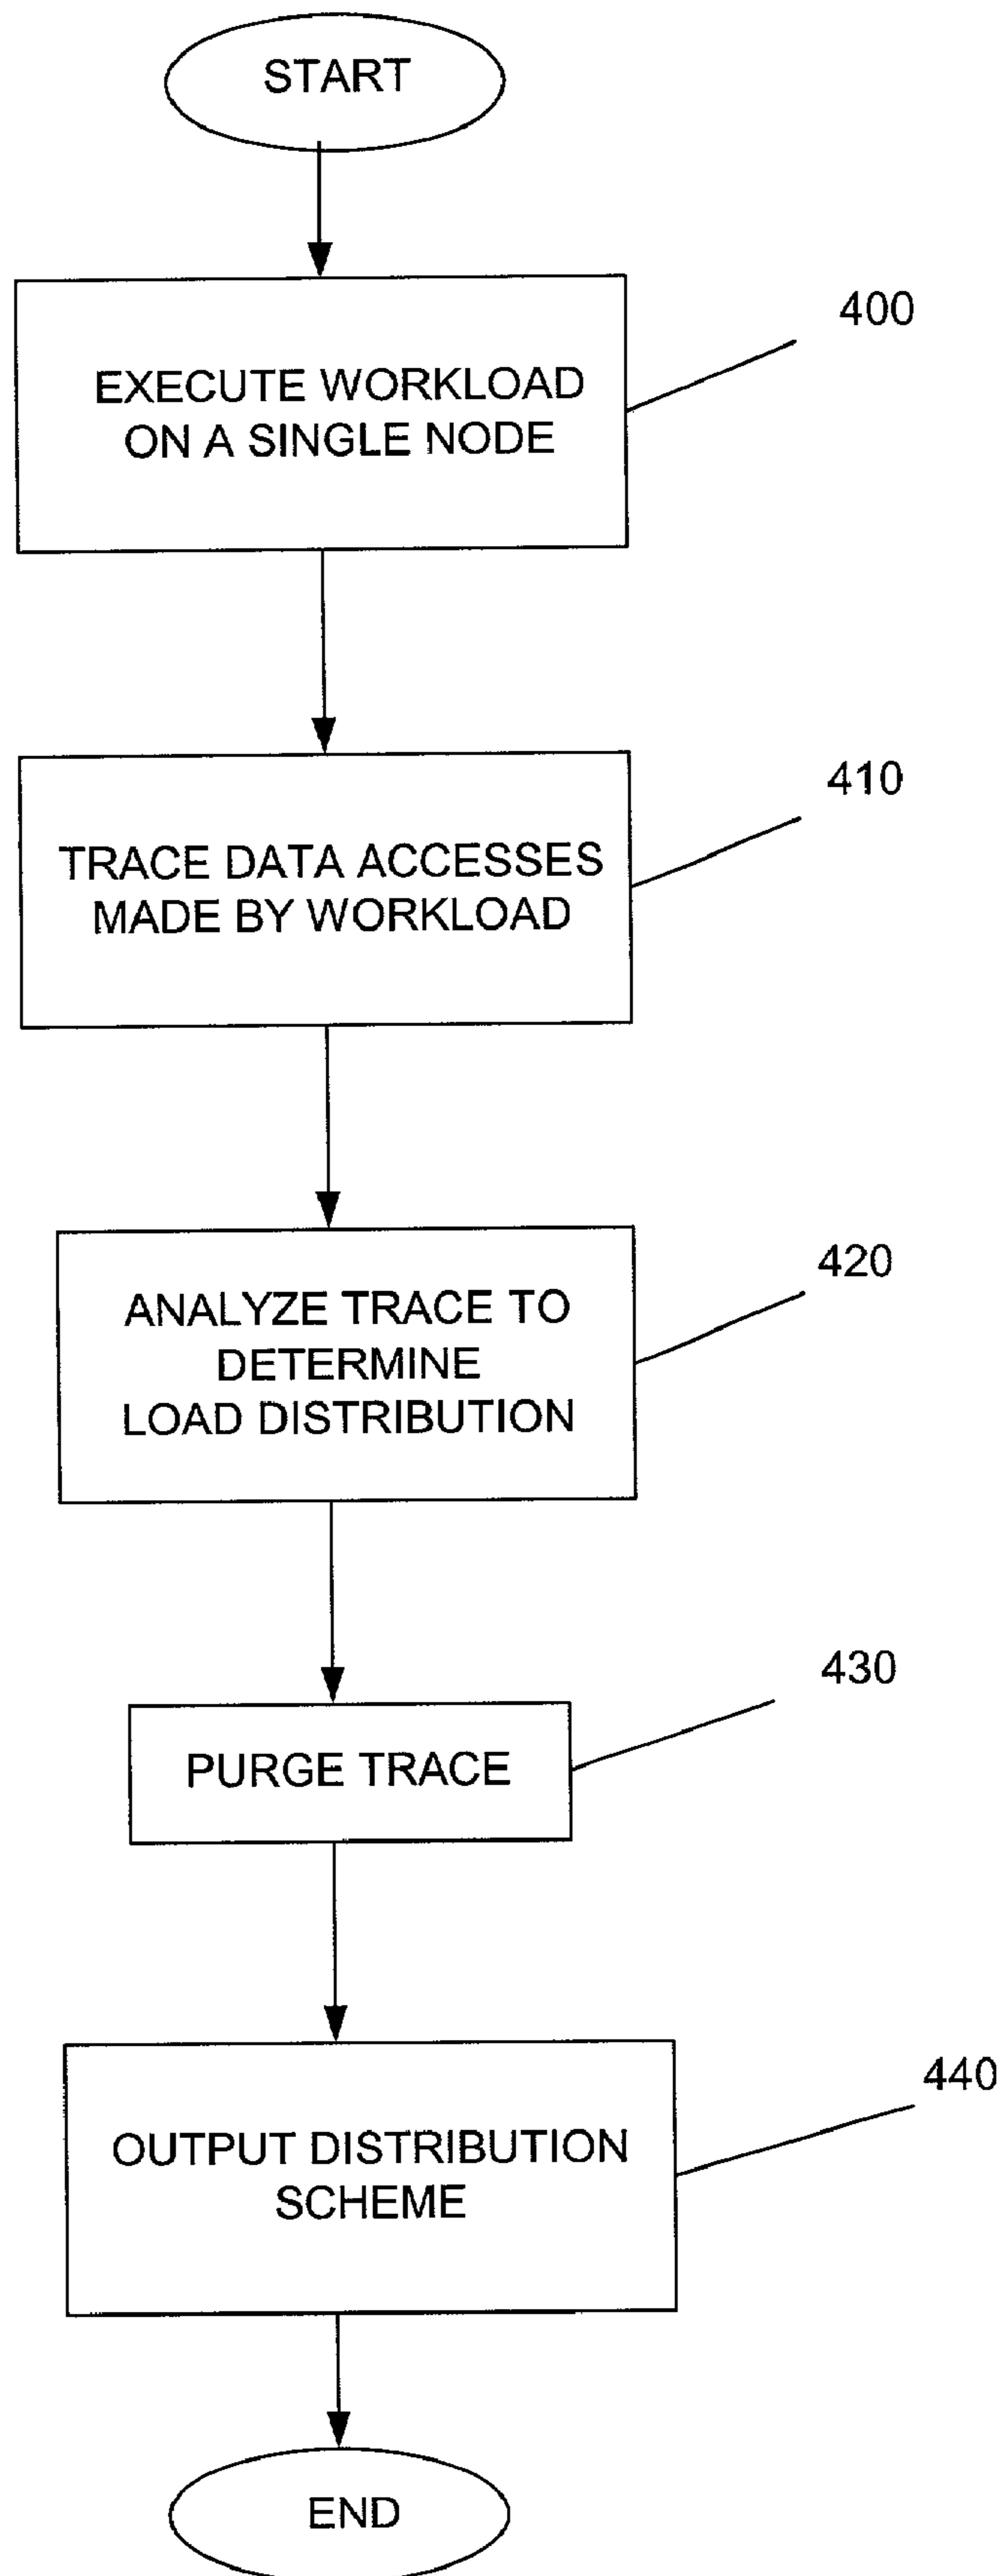 START
400
EXECUTE WORKLOAD
ON A SINGLE NODE
410
TRACE DATA ACCESSES
MADE BY WORKLOAD
420
ANALYZE TRACE TO
DETERMINE
LOAD DISTRIBUTION
430
PURGE TRACE
440
OUTPUT DISTRIBUTION
SCHEME
END